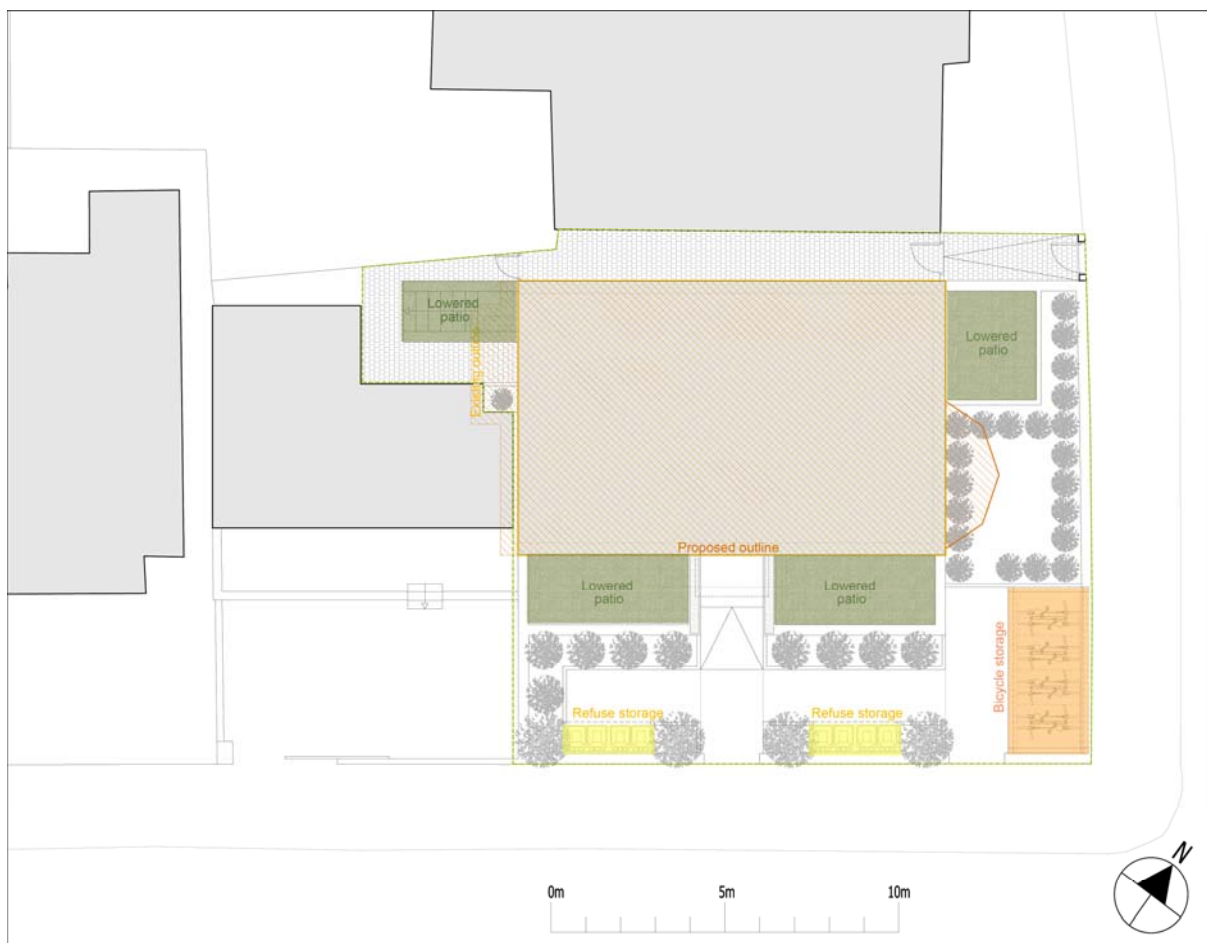 Lowered
patio
Lowered
patio
Existing outline
Proposed outline
Lowered
patio
Lowered
patio
Bicycle storage
Refuse storage
Refuse storage
0m 5m 10m
N